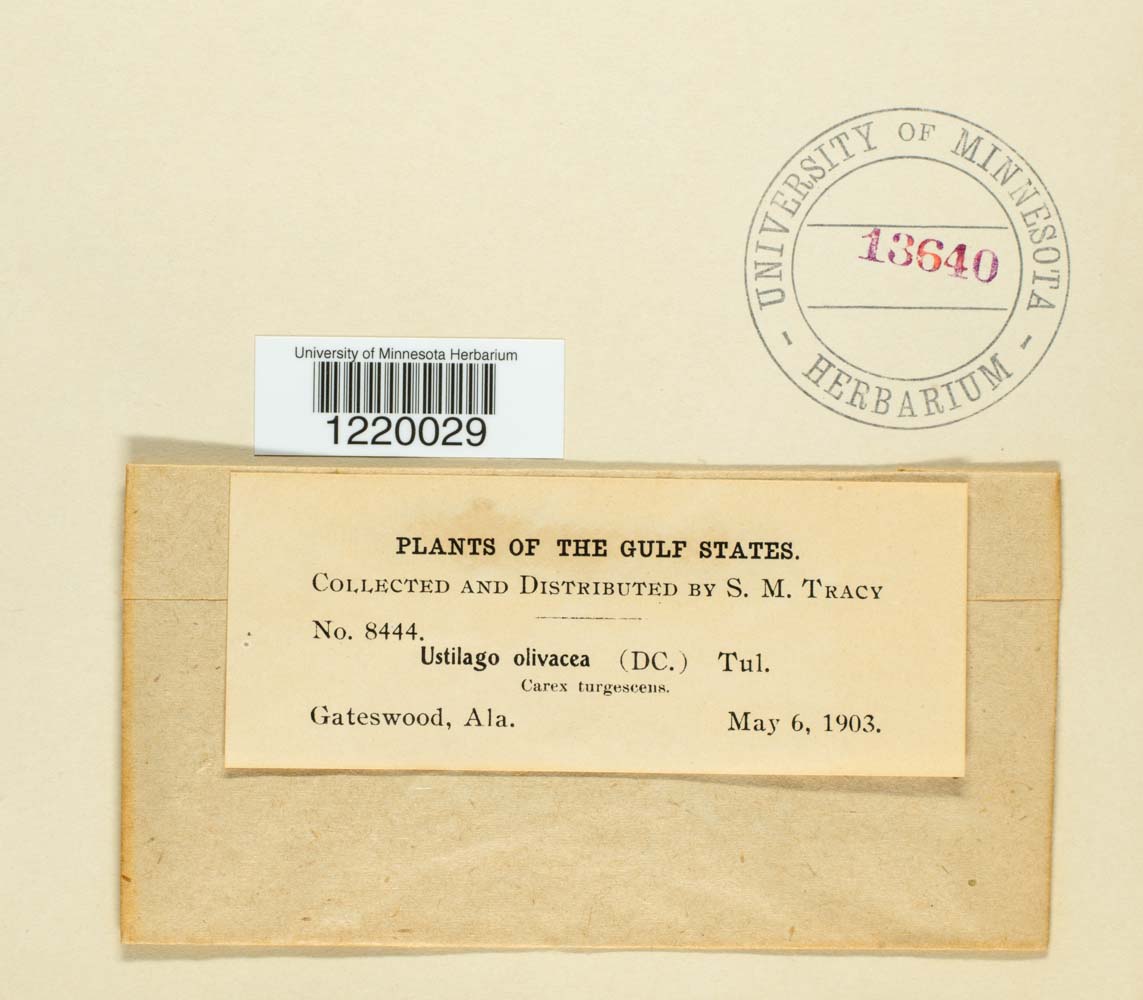 UNIVERSITY OF MINNESOTA
13640
- HERBARIUM -
University of Minnesota Herbarium
1220029
PLANTS OF THE GULF STATES.
COLLECTED AND DISTRIBUTED BY S. M. TRACY
No. 8444.
Ustilago olivacea (DC.) Tul.
Carex turgescens.
Gateswood, Ala. May 6, 1903.